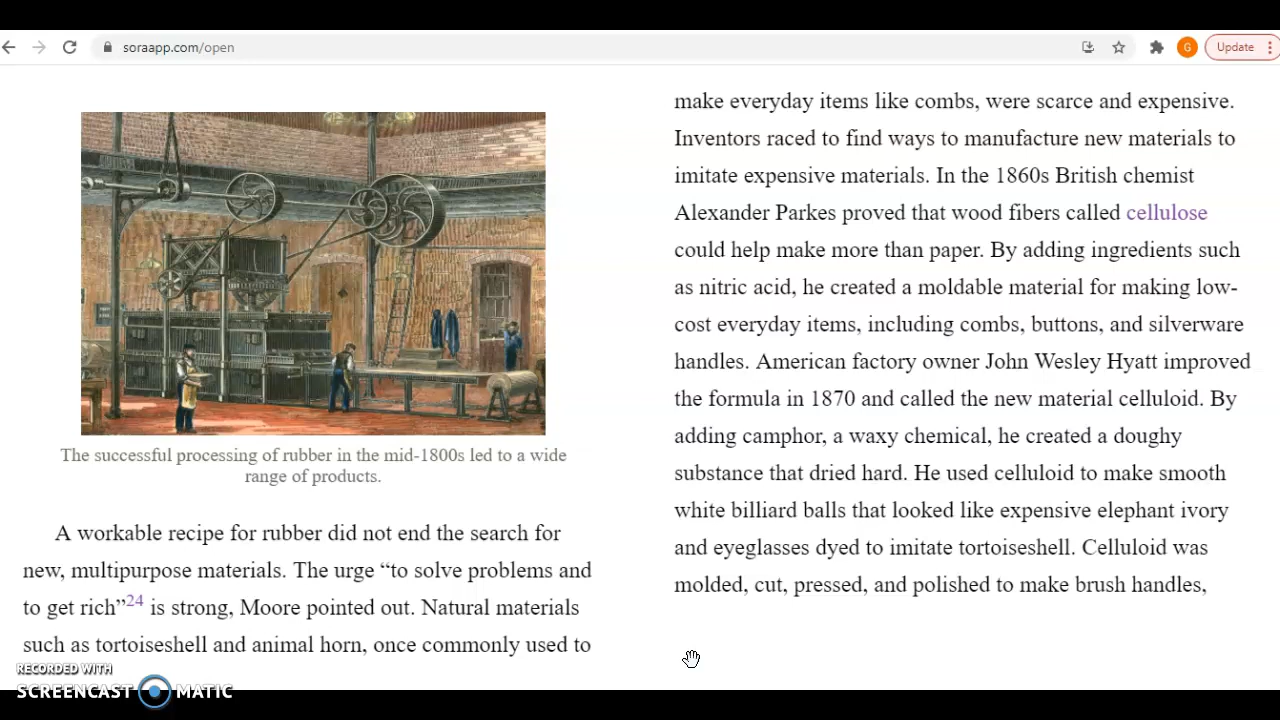 soraapp.com/open
G
Update
The successful processing of rubber in the mid-1800s led to a wide
range of products.
A workable recipe for rubber did not end the search for
new, multipurpose materials. The urge “to solve problems and
to get rich”24 is strong, Moore pointed out. Natural materials
such as tortoiseshell and animal horn, once commonly used to
make everyday items like combs, were scarce and expensive.
Inventors raced to find ways to manufacture new materials to
imitate expensive materials. In the 1860s British chemist
Alexander Parkes proved that wood fibers called cellulose
could help make more than paper. By adding ingredients such
as nitric acid, he created a moldable material for making low-
cost everyday items, including combs, buttons, and silverware
handles. American factory owner John Wesley Hyatt improved
the formula in 1870 and called the new material celluloid. By
adding camphor, a waxy chemical, he created a doughy
substance that dried hard. He used celluloid to make smooth
white billiard balls that looked like expensive elephant ivory
and eyeglasses dyed to imitate tortoiseshell. Celluloid was
molded, cut, pressed, and polished to make brush handles,
RECORDED WITH
SCREENCAST MATIC